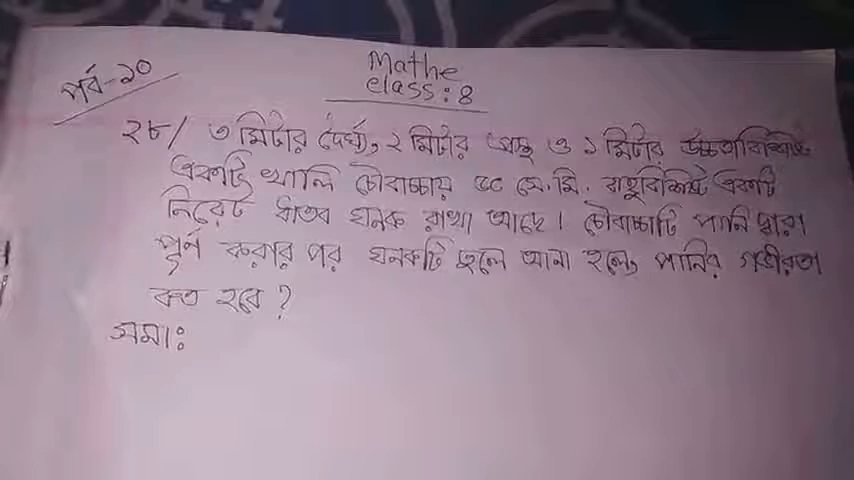 পর্ব-১০
Mathe
class: 8
২৮/ ৩ মিটার দৈর্ঘ্য, ২ মিটার প্রস্থ ও ১ মিটার উচ্চতাবিশিষ্ট
একটি খালি চৌবাচ্চায় ৫০ সে.মি. বাহুবিশিষ্ট একটি
নিরেট ধাতব ঘনক রাখা আছে। চৌবাচ্চাটি পানি দ্বারা
পূর্ন করার পর ঘনকটি তুলে আনা হলে, পানির গভীরতা
কত হবে?
সমা: